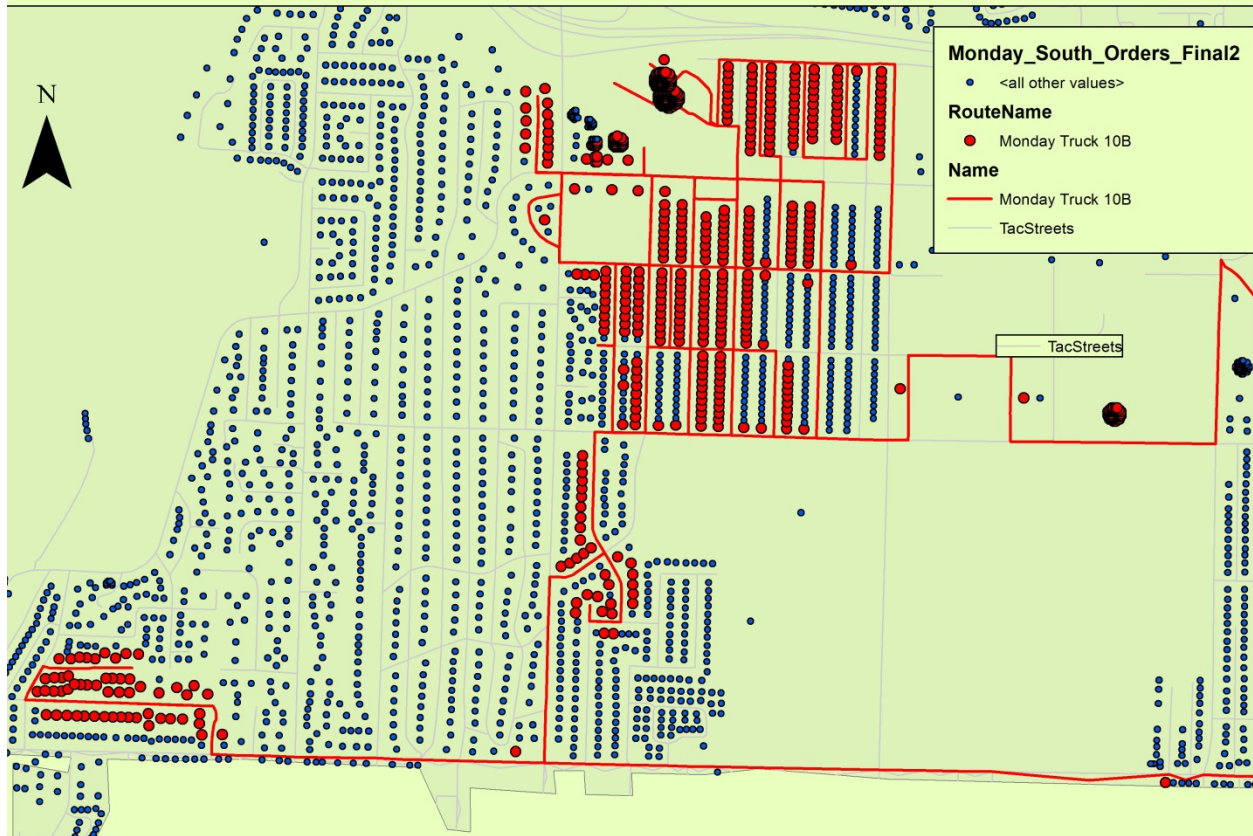 N
Monday_South_Orders_Final2
<all other values>
RouteName
Monday Truck 10B
Name
Monday Truck 10B
TacStreets
TacStreets